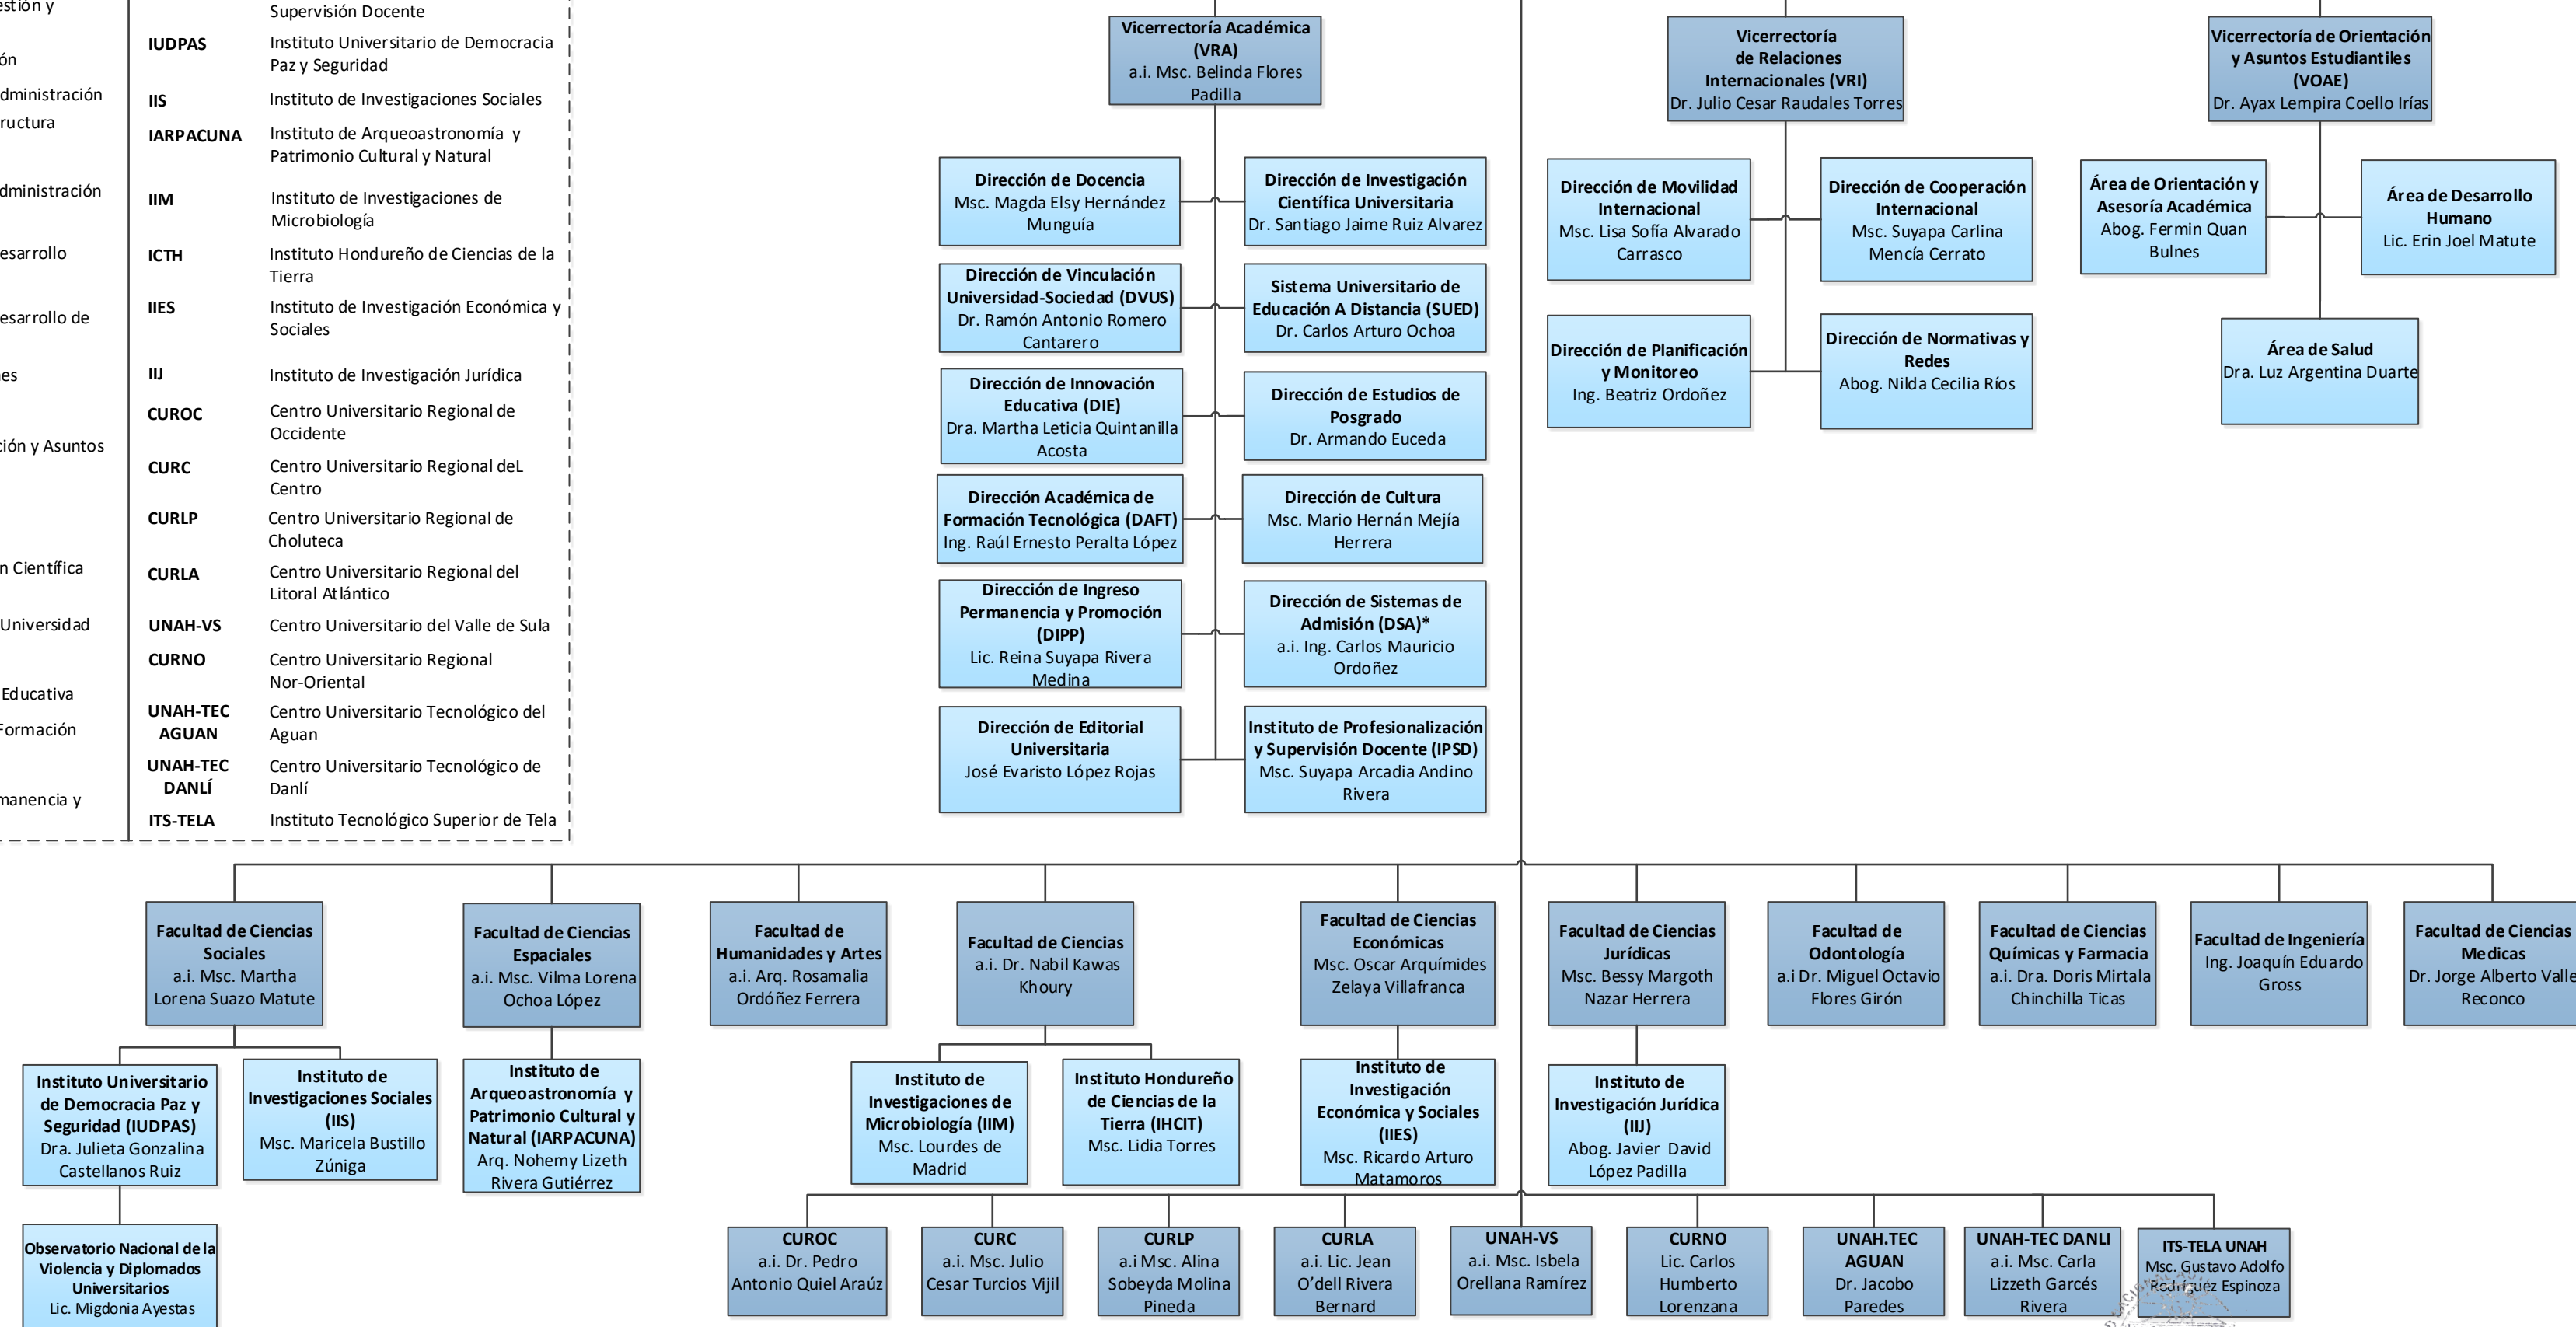 estión y
ón
dministración
ructura
dministración
esarrollo
esarrollo de
es
ción y Asuntos
n Científica
Universidad
Educativa
Formación
manencia y
Supervisión Docente
IUDPAS Instituto Universitario de Democracia
Paz y Seguridad
IIS Instituto de Investigaciones Sociales
IARPACUNA Instituto de Arqueoastronomía y
Patrimonio Cultural y Natural
IIM Instituto de Investigaciones de
Microbiología
ICTH Instituto Hondureño de Ciencias de la
Tierra
IIES Instituto de Investigación Económica y
Sociales
IIJ Instituto de Investigación Jurídica
CUROC Centro Universitario Regional de
Occidente
CURC Centro Universitario Regional deL
Centro
CURLP Centro Universitario Regional de
Choluteca
CURLA Centro Universitario Regional del
Litoral Atlántico
UNAH-VS Centro Universitario del Valle de Sula
CURNO Centro Universitario Regional
Nor-Oriental
UNAH-TEC Centro Universitario Tecnológico del
AGUAN Aguan
UNAH-TEC Centro Universitario Tecnológico de
DANLÍ Danlí
ITS-TELA Instituto Tecnológico Superior de Tela
Vicerrectoría Académica
(VRA)
a.i. Msc. Belinda Flores
Padilla
Dirección de Docencia
Msc. Magda Elsy Hernández
Munguía
Dirección de Investigación
Científica Universitaria
Dr. Santiago Jaime Ruiz Alvarez
Dirección de Vinculación
Universidad-Sociedad (DVUS)
Dr. Ramón Antonio Romero
Cantarero
Sistema Universitario de
Educación A Distancia (SUED)
Dr. Carlos Arturo Ochoa
Dirección de Innovación
Educativa (DIE)
Dra. Martha Leticia Quintanilla
Acosta
Dirección de Estudios de
Posgrado
Dr. Armando Euceda
Dirección Académica de
Formación Tecnológica (DAFT)
Ing. Raúl Ernesto Peralta López
Dirección de Cultura
Msc. Mario Hernán Mejía
Herrera
Dirección de Ingreso
Permanencia y Promoción
(DIPP)
Lic. Reina Suyapa Rivera
Medina
Dirección de Sistemas de
Admisión (DSA)*
a.i. Ing. Carlos Mauricio
Ordoñez
Dirección de Editorial
Universitaria
José Evaristo López Rojas
Instituto de Profesionalización
y Supervisión Docente (IPSD)
Msc. Suyapa Arcadia Andino
Rivera
Vicerrectoría
de Relaciones
Internacionales (VRI)
Dr. Julio Cesar Raudales Torres
Dirección de Movilidad
Internacional
Msc. Lisa Sofía Alvarado
Carrasco
Dirección de Cooperación
Internacional
Msc. Suyapa Carlina
Mencía Cerrato
Dirección de Planificación
y Monitoreo
Ing. Beatriz Ordoñez
Dirección de Normativas y
Redes
Abog. Nilda Cecilia Ríos
Vicerrectoría de Orientación
y Asuntos Estudiantiles
(VOAE)
Dr. Ayax Lempira Coello Irías
Área de Orientación y
Asesoría Académica
Abog. Fermin Quan
Bulnes
Área de Desarrollo
Humano
Lic. Erin Joel Matute
Área de Salud
Dra. Luz Argentina Duarte
Facultad de Ciencias
Sociales
a.i. Msc. Martha
Lorena Suazo Matute
Facultad de Ciencias
Espaciales
a.i. Msc. Vilma Lorena
Ochoa López
Facultad de
Humanidades y Artes
a.i. Arq. Rosamalia
Ordóñez Ferrera
Facultad de Ciencias
a.i. Dr. Nabil Kawas
Khoury
Facultad de Ciencias
Económicas
Msc. Oscar Arquímides
Zelaya Villafranca
Facultad de Ciencias
Jurídicas
Msc. Bessy Margoth
Nazar Herrera
Facultad de
Odontología
a.i Dr. Miguel Octavio
Flores Girón
Facultad de Ciencias
Químicas y Farmacia
a.i. Dra. Doris Mirtala
Chinchilla Ticas
Facultad de Ingeniería
Ing. Joaquín Eduardo
Gross
Facultad de Ciencias
Medicas
Dr. Jorge Alberto Valle
Reconco
Instituto Universitario
de Democracia Paz y
Seguridad (IUDPAS)
Dra. Julieta Gonzalina
Castellanos Ruiz
Instituto de
Investigaciones Sociales
(IIS)
Msc. Maricela Bustillo
Zúniga
Instituto de
Arqueoastronomía y
Patrimonio Cultural y
Natural (IARPACUNA)
Arq. Nohemy Lizeth
Rivera Gutiérrez
Instituto de
Investigaciones de
Microbiología (IIM)
Msc. Lourdes de
Madrid
Instituto Hondureño
de Ciencias de la
Tierra (IHCIT)
Msc. Lidia Torres
Instituto de
Investigación
Económica y Sociales
(IIES)
Msc. Ricardo Arturo
Matamoros
Instituto de
Investigación Jurídica
(IIJ)
Abog. Javier David
López Padilla
Observatorio Nacional de la
Violencia y Diplomados
Universitarios
Lic. Migdonia Ayestas
CUROC
a.i. Dr. Pedro
Antonio Quiel Araúz
CURC
a.i. Msc. Julio
Cesar Turcios Vijil
CURLP
a.i Msc. Alina
Sobeyda Molina
Pineda
CURLA
a.i. Lic. Jean
O’dell Rivera
Bernard
UNAH-VS
a.i. Msc. Isbela
Orellana Ramírez
CURNO
Lic. Carlos
Humberto
Lorenzana
UNAH.TEC
AGUAN
Dr. Jacobo
Paredes
UNAH-TEC DANLI
a.i. Msc. Carla
Lizzeth Garcés
Rivera
ITS-TELA UNAH
Msc. Gustavo Adolfo
Rodríguez Espinoza